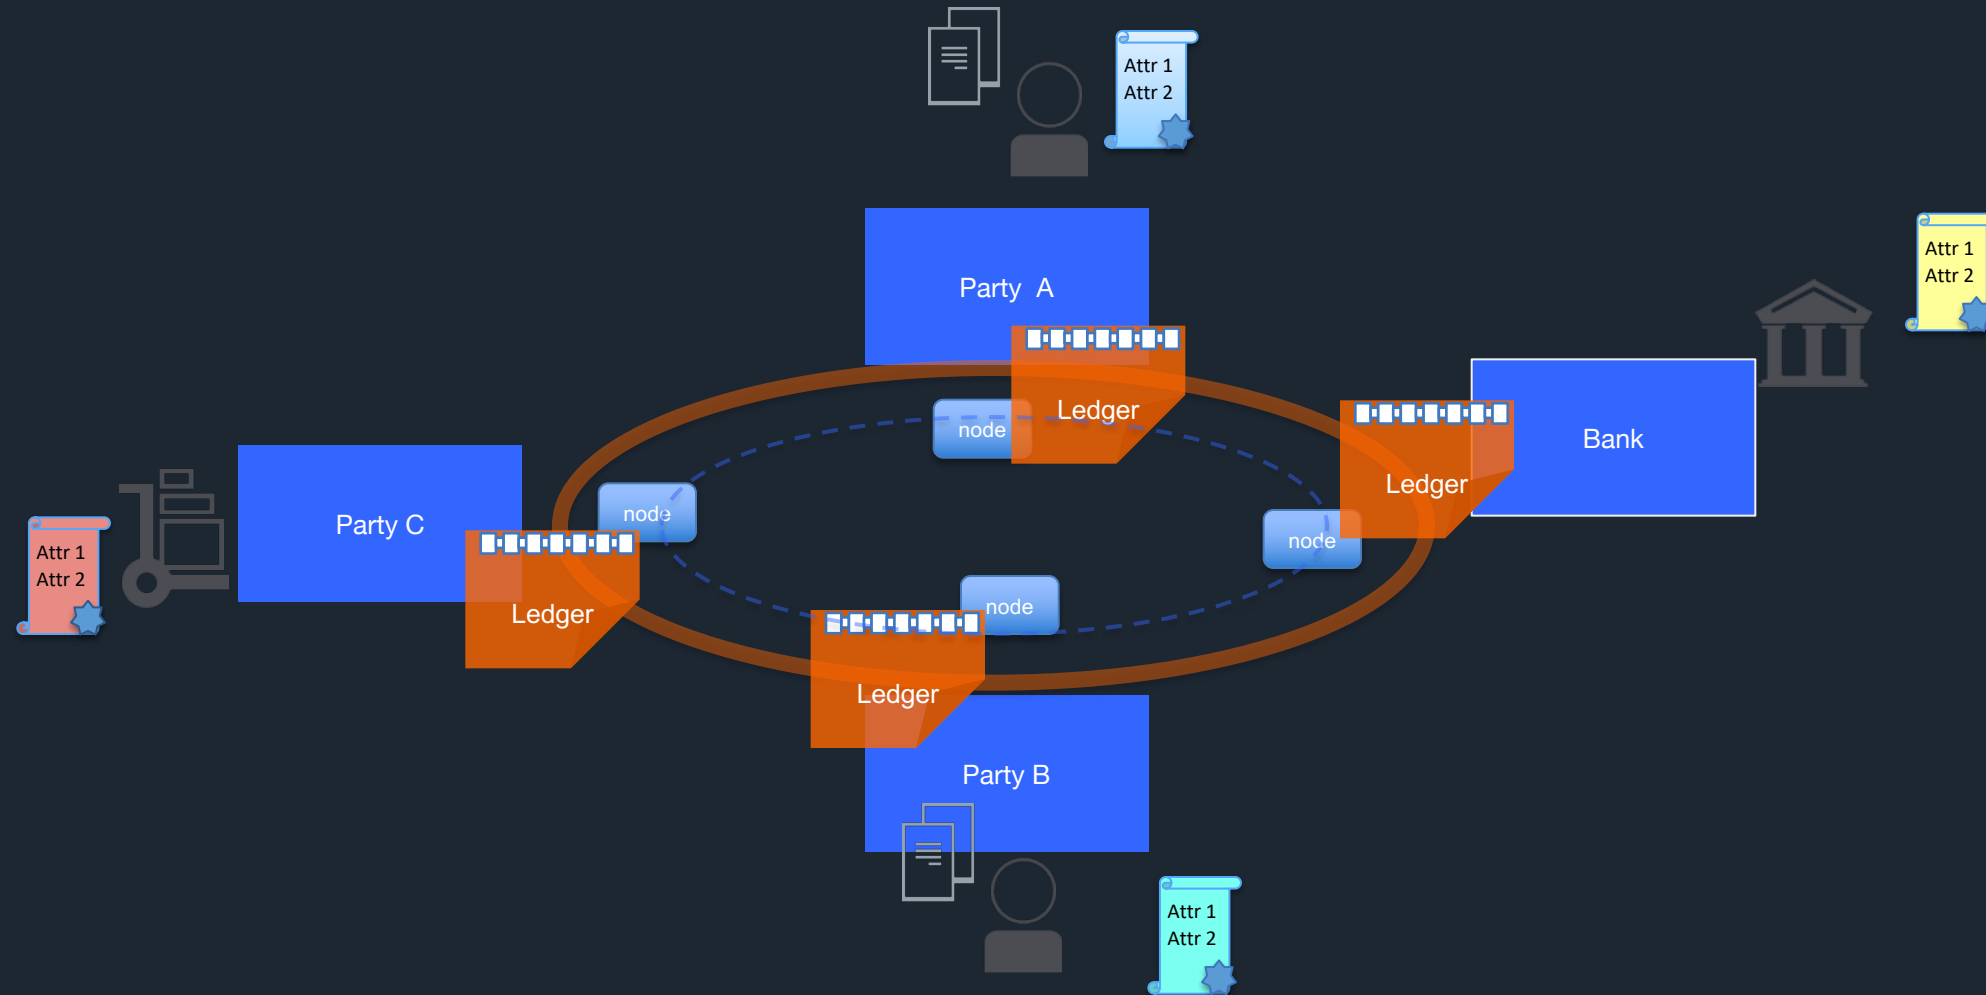 Attr 1
Attr 2
Party  A
Attr 1
Attr 2
Ledger
node
Bank
Ledger
Party C
node
node
Attr 1
Attr 2
Ledger
node
Ledger
Party B
Attr 1
Attr 2